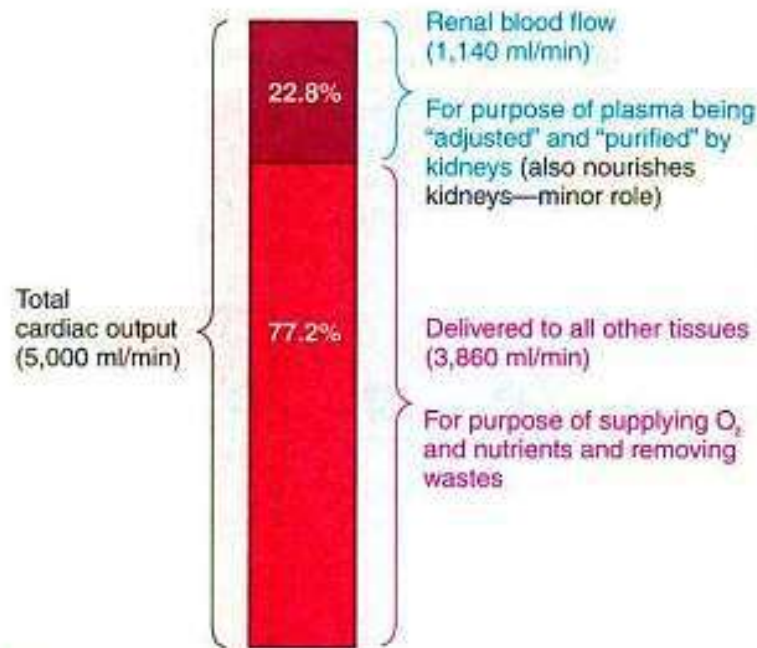 Renal blood flow
(1,140 ml/min)
22.8%
For purpose of plasma being
“adjusted” and “purified” by
kidneys (also nourishes
kidneys—minor role)
Total
cardiac output
(5,000 ml/min)
77.2%
Delivered to all other tissues
(3,860 ml/min)
For purpose of supplying O₂
and nutrients and removing
wastes